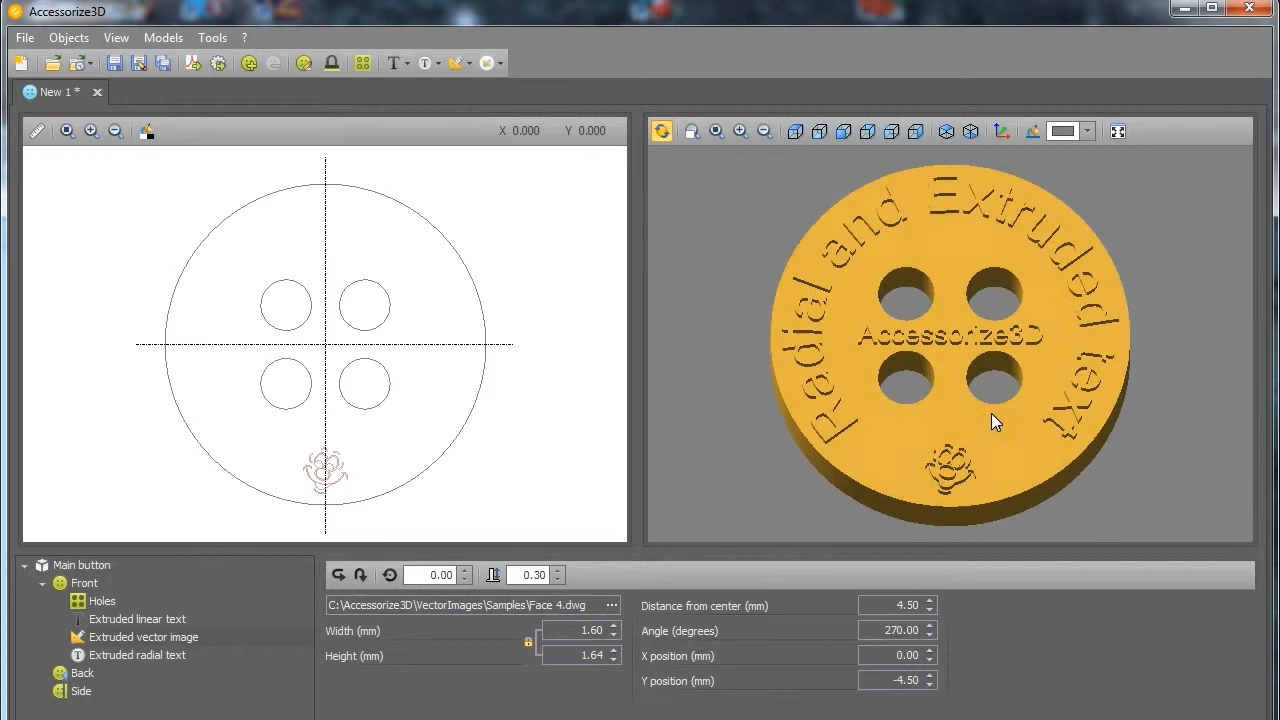 Accessorize3D
File Objects View Models Tools ?
New 1 *
X 0.000 Y 0.000
Radial and Extruded text
Accessorize3D
Main button
Front
Holes
Extruded linear text
Extruded vector image
Extruded radial text
Back
Side
0.00 0.30
C:\Accessorize3D\VectorImages\Samples\Face 4.dwg ...
Width (mm) 1.60
Height (mm) 1.64
Distance from center (mm) 4.50
Angle (degrees) 270.00
X position (mm) 0.00
Y position (mm) -4.50